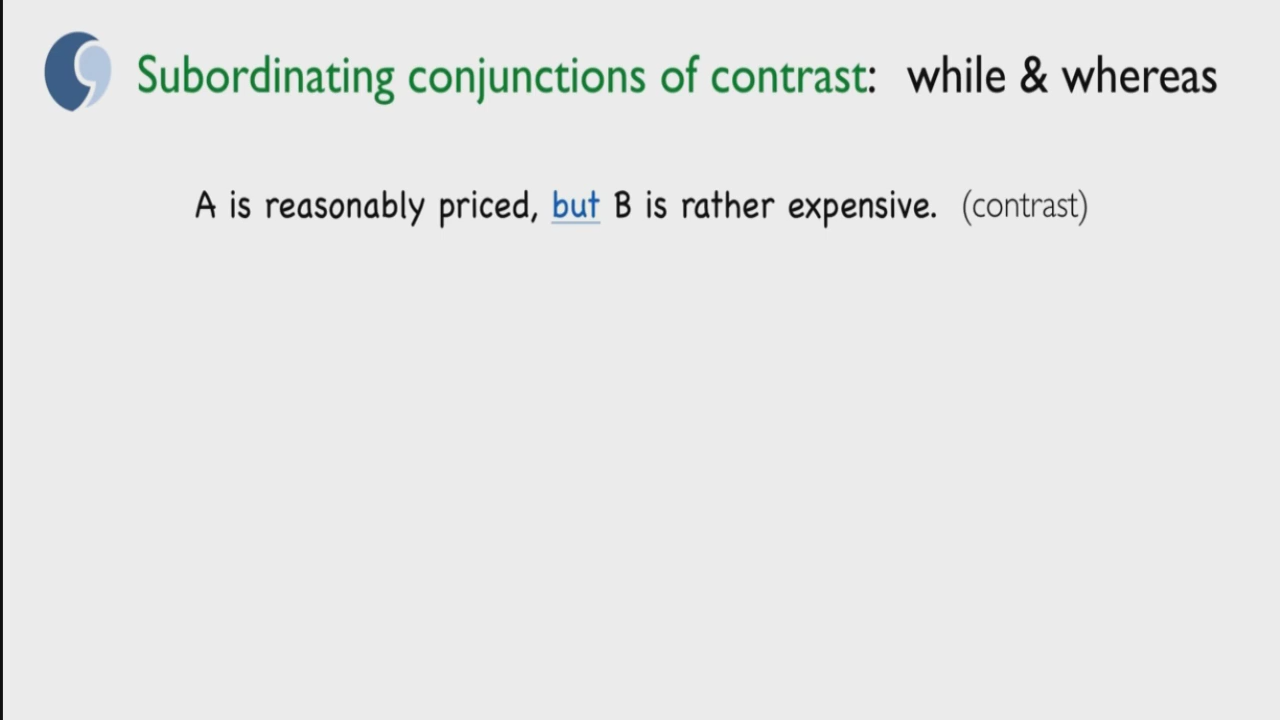 Subordinating conjunctions of contrast: while & whereas
A is reasonably priced, but B is rather expensive. (contrast)